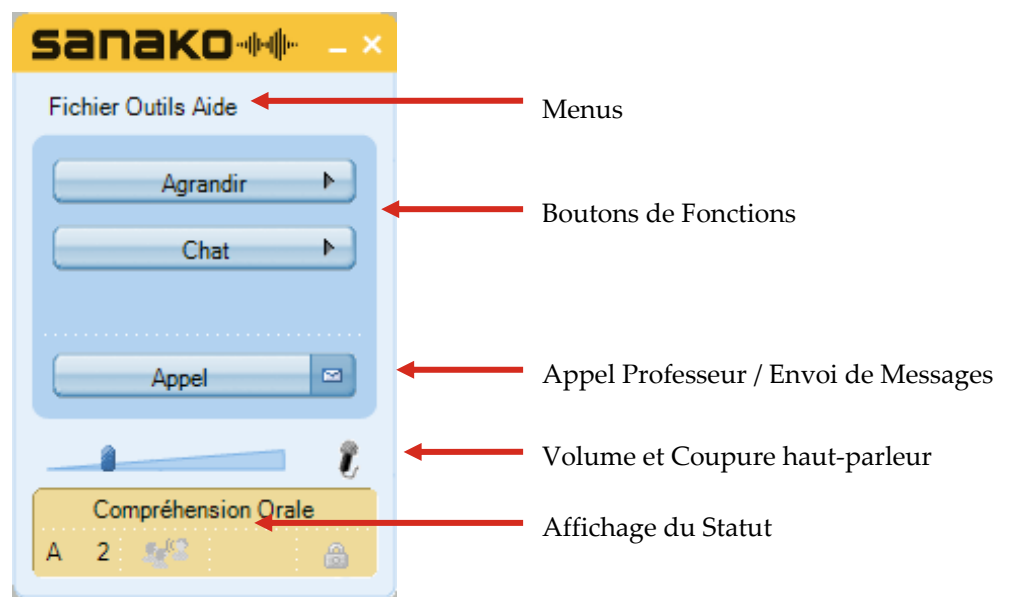 sanako
Fichier Outils Aide
Menus
Agrandir
Boutons de Fonctions
Chat
Appel
Appel Professeur / Envoi de Messages
Volume et Coupure haut-parleur
Compréhension Orale
Affichage du Statut
A 2